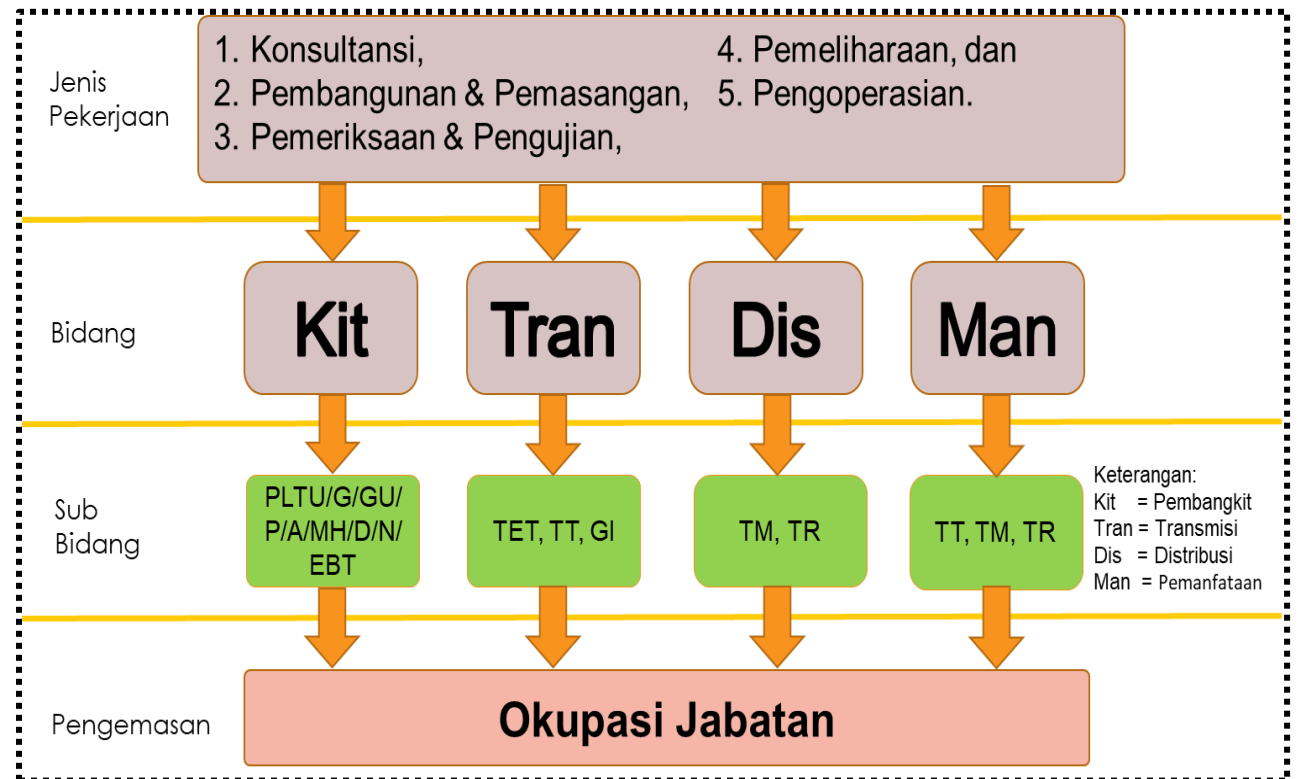 Jenis
Pekerjaan
1. Konsultansi,
2. Pembangunan & Pemasangan,
3. Pemeriksaan & Pengujian,
4. Pemeliharaan, dan
5. Pengoperasian.
Bidang
Kit
Tran
Dis
Man
Sub
Bidang
PLTU/G/GU/
P/A/MH/D/N/
EBT
TET, TT, GI
TM, TR
TT, TM, TR
Keterangan:
Kit = Pembangkit
Tran = Transmisi
Dis = Distribusi
Man = Pemanfataan
Pengemasan
Okupasi Jabatan